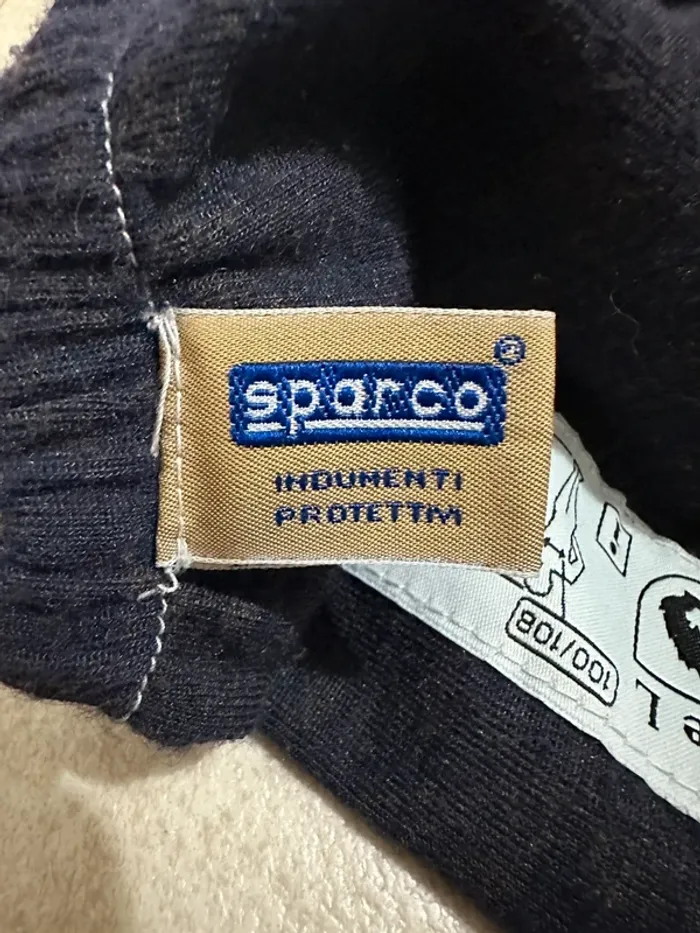 ®
sparco
INDUMENTI
PROTETTIVI
100/108